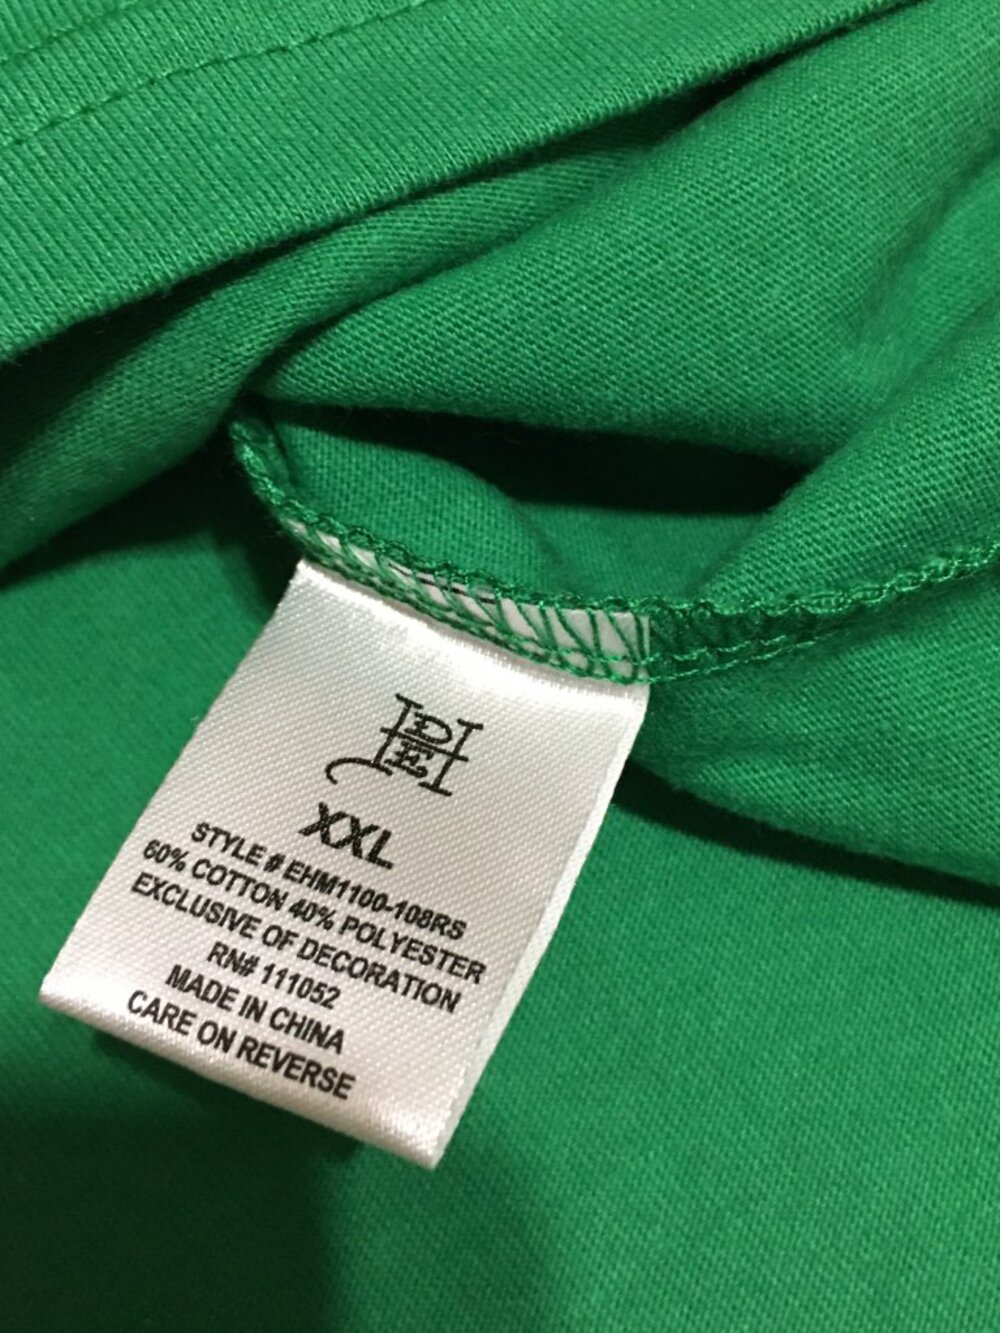 EDH
XXL
STYLE # EHM1100-108RS
60% COTTON 40% POLYESTER
EXCLUSIVE OF DECORATION
RN# 111052
MADE IN CHINA
CARE ON REVERSE